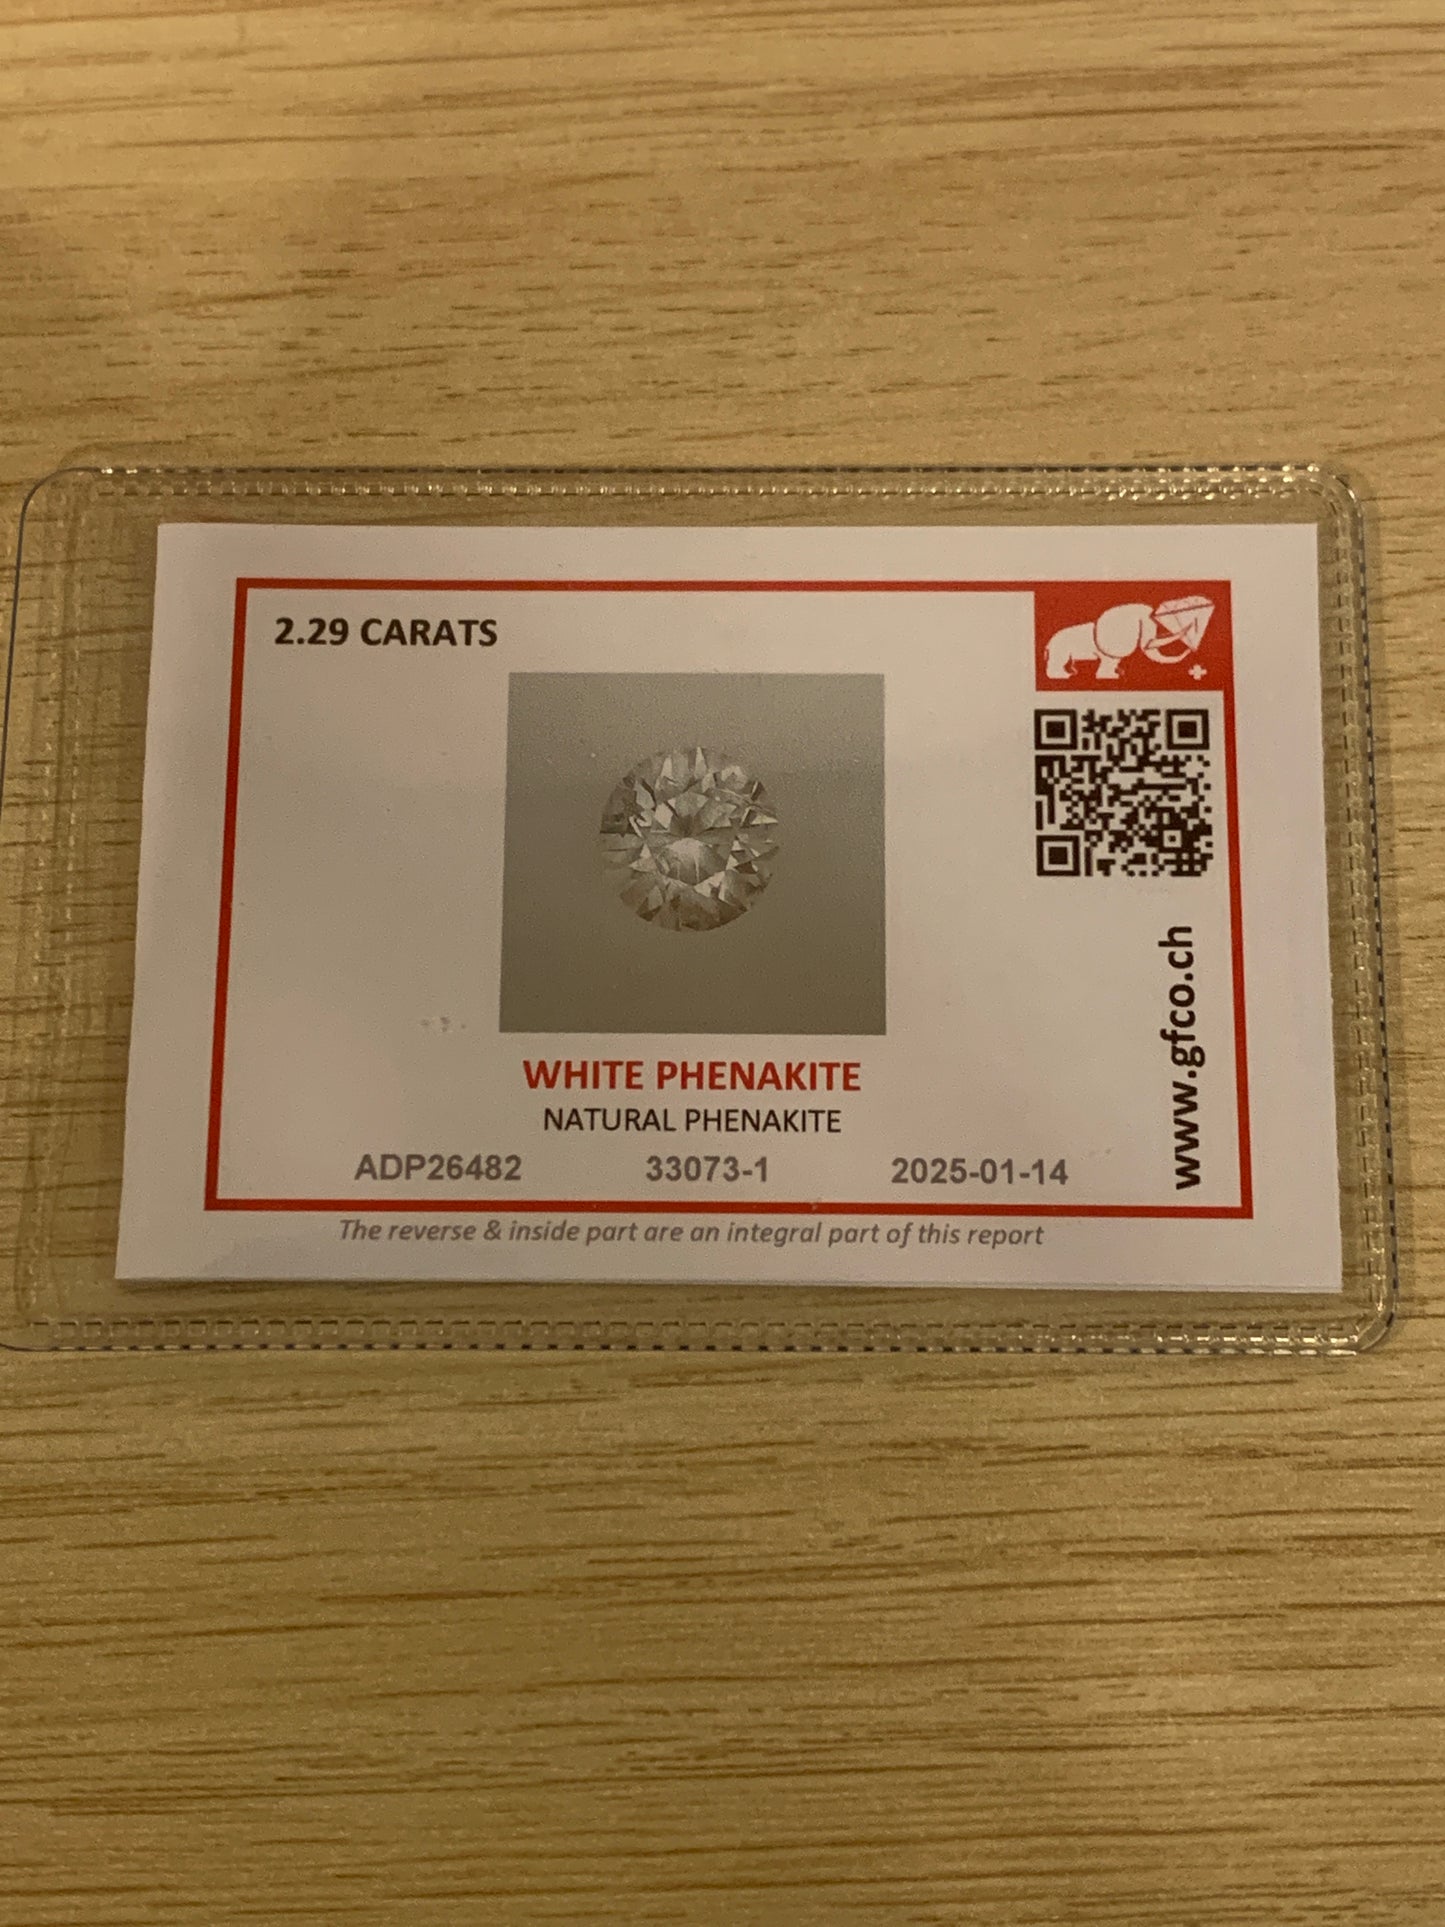 2.29 CARATS
www.gfco.ch
WHITE PHENAKITE
NATURAL PHENAKITE
ADP26482 33073-1 2025-01-14
The reverse & inside part are an integral part of this report